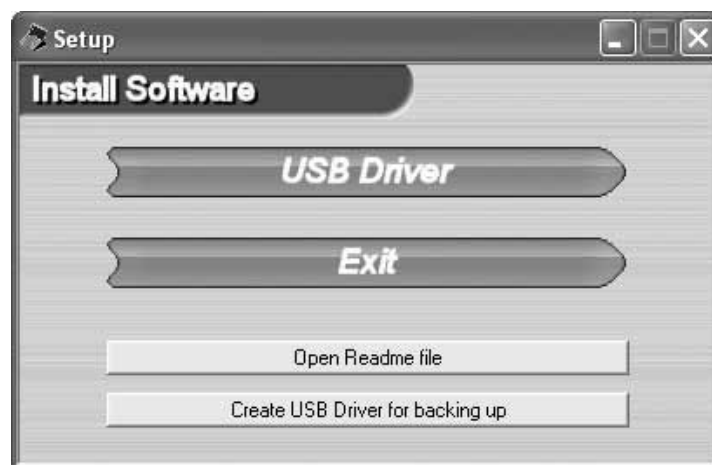 Setup
Install Software
USB Driver
Exit
Open Readme file
Create USB Driver for backing up